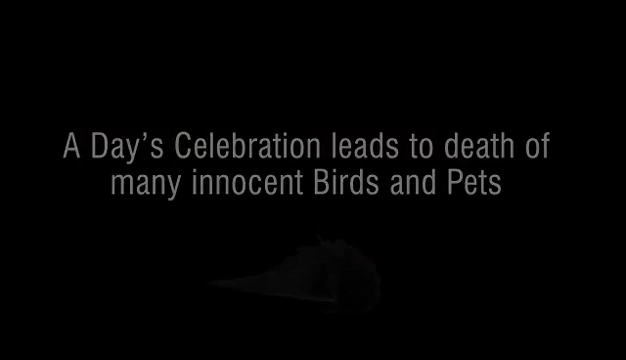 A Day's Celebration leads to death of
many innocent Birds and Pets